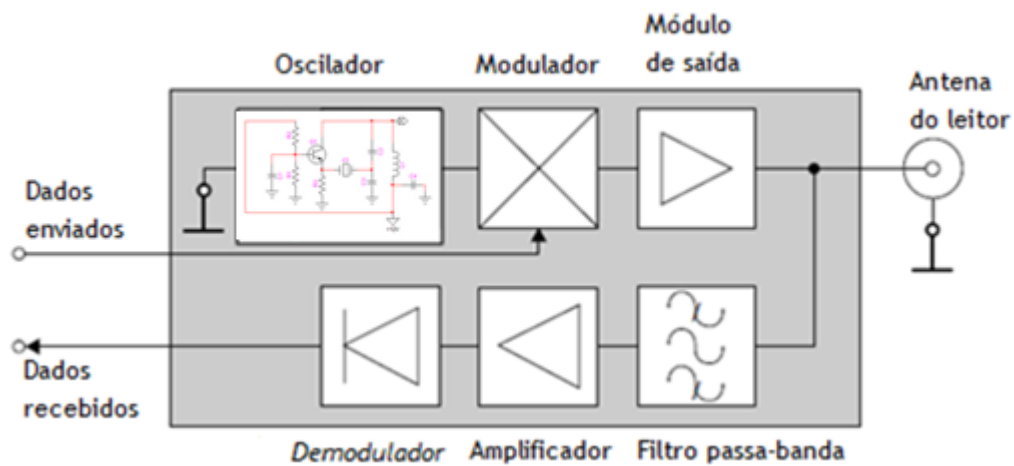 Módulo
de saída
Oscilador
Modulador
Antena
do leitor
Dados
enviados
Dados
recebidos
Demodulador
Amplificador
Filtro passa-banda